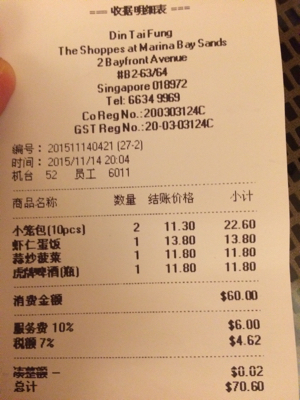 === 收据明细表 ===
Din Tai Fung
The Shoppes at Marina Bay Sands
2 Bayfront Avenue
#B2-63/64
Singapore 018972
Tel: 6634 9969
Co Reg No.: 200303124C
GST Reg No.: 20-03-03124C
编号: 201511140421 (27-2)
时间: 2015/11/14 20:04
机台 52 员工 6011
商品名称 数量 结账价格 小计
小笼包(10pcs) 2 11.30 22.60
虾仁蛋饭 1 13.80 13.80
蒜炒菠菜 1 11.80 11.80
虎牌啤酒(瓶) 1 11.80 11.80
消费金额 $60.00
服务费 10% $6.00
税额 7% $4.62
凑整额 - $0.02
总计 $70.60